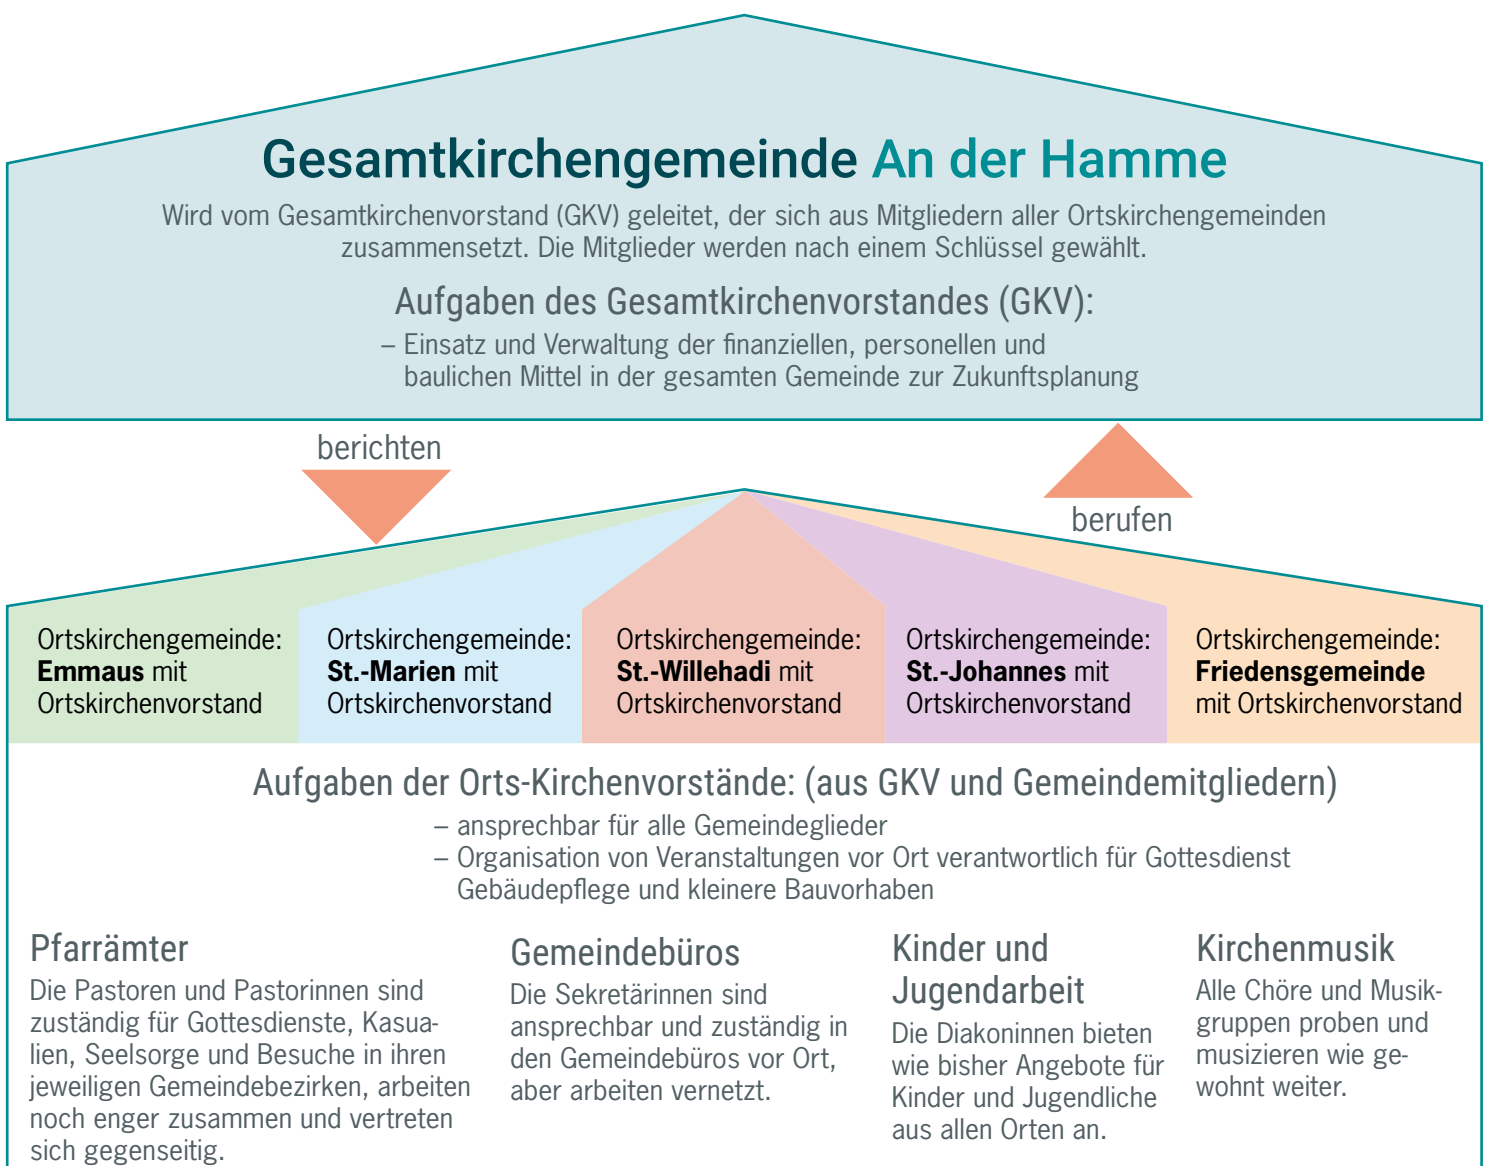 Gesamtkirchengemeinde An der Hamme
Wird vom Gesamtkirchenvorstand (GKV) geleitet, der sich aus Mitgliedern aller Ortskirchengemeinden
zusammensetzt. Die Mitglieder werden nach einem Schlüssel gewählt.
Aufgaben des Gesamtkirchenvorstandes (GKV):
– Einsatz und Verwaltung der finanziellen, personellen und
baulichen Mittel in der gesamten Gemeinde zur Zukunftsplanung
berichten
berufen
Ortskirchengemeinde:
Emmaus mit
Ortskirchenvorstand
Ortskirchengemeinde:
St.-Marien mit
Ortskirchenvorstand
Ortskirchengemeinde:
St.-Willehadi mit
Ortskirchenvorstand
Ortskirchengemeinde:
St.-Johannes mit
Ortskirchenvorstand
Ortskirchengemeinde:
Friedensgemeinde
mit Ortskirchenvorstand
Aufgaben der Orts-Kirchenvorstände: (aus GKV und Gemeindemitgliedern)
– ansprechbar für alle Gemeindeglieder
– Organisation von Veranstaltungen vor Ort verantwortlich für Gottesdienst
Gebäudepflege und kleinere Bauvorhaben
Pfarrämter
Die Pastoren und Pastorinnen sind
zuständig für Gottesdienste, Kasua-
lien, Seelsorge und Besuche in ihren
jeweiligen Gemeindebezirken, arbeiten
noch enger zusammen und vertreten
sich gegenseitig.
Gemeindebüros
Die Sekretärinnen sind
ansprechbar und zuständig in
den Gemeindebüros vor Ort,
aber arbeiten vernetzt.
Kinder und
Jugendarbeit
Die Diakoninnen bieten
wie bisher Angebote für
Kinder und Jugendliche
aus allen Orten an.
Kirchenmusik
Alle Chöre und Musik-
gruppen proben und
musizieren wie ge-
wohnt weiter.